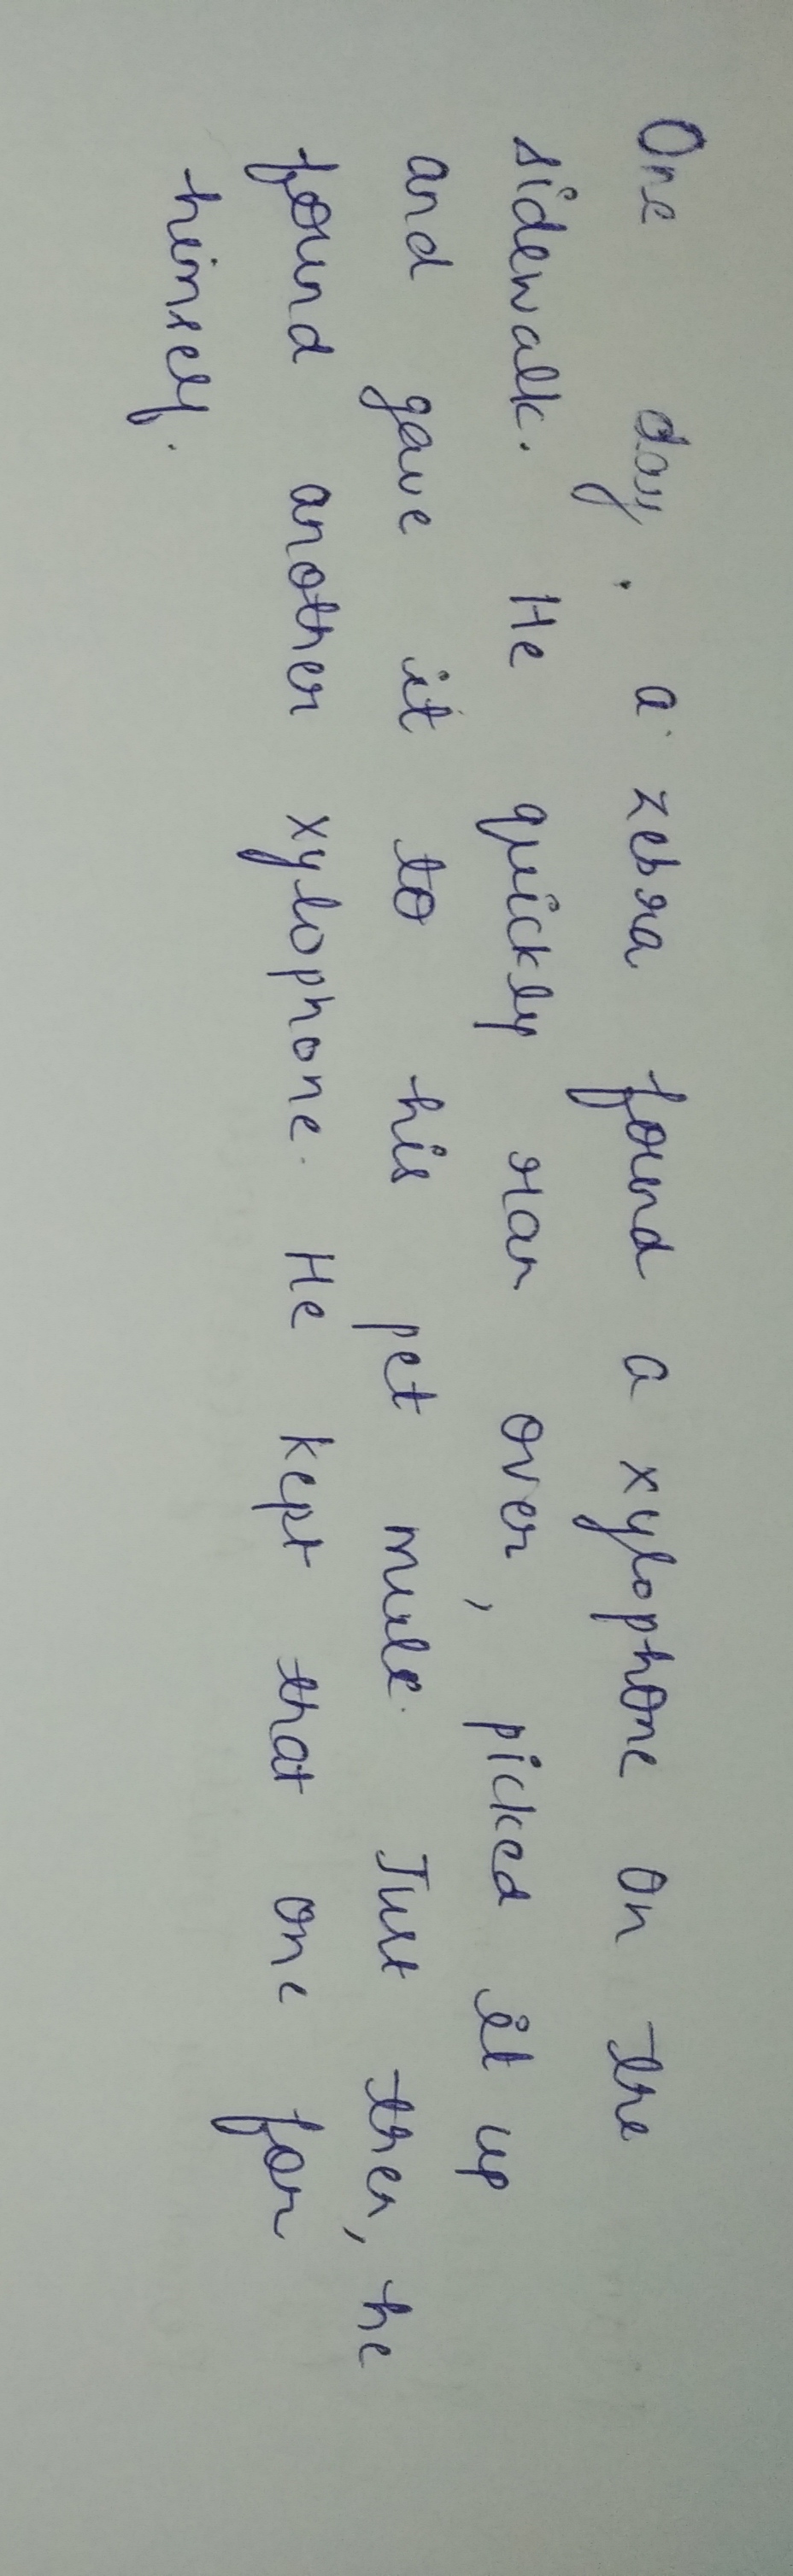 One day. a zebra found a xylophone on the
sidewalk. He quickly ran over, picked it up
and gave it to his pet mule. Just then, he
found another xylophone. He kept that one for
himself.